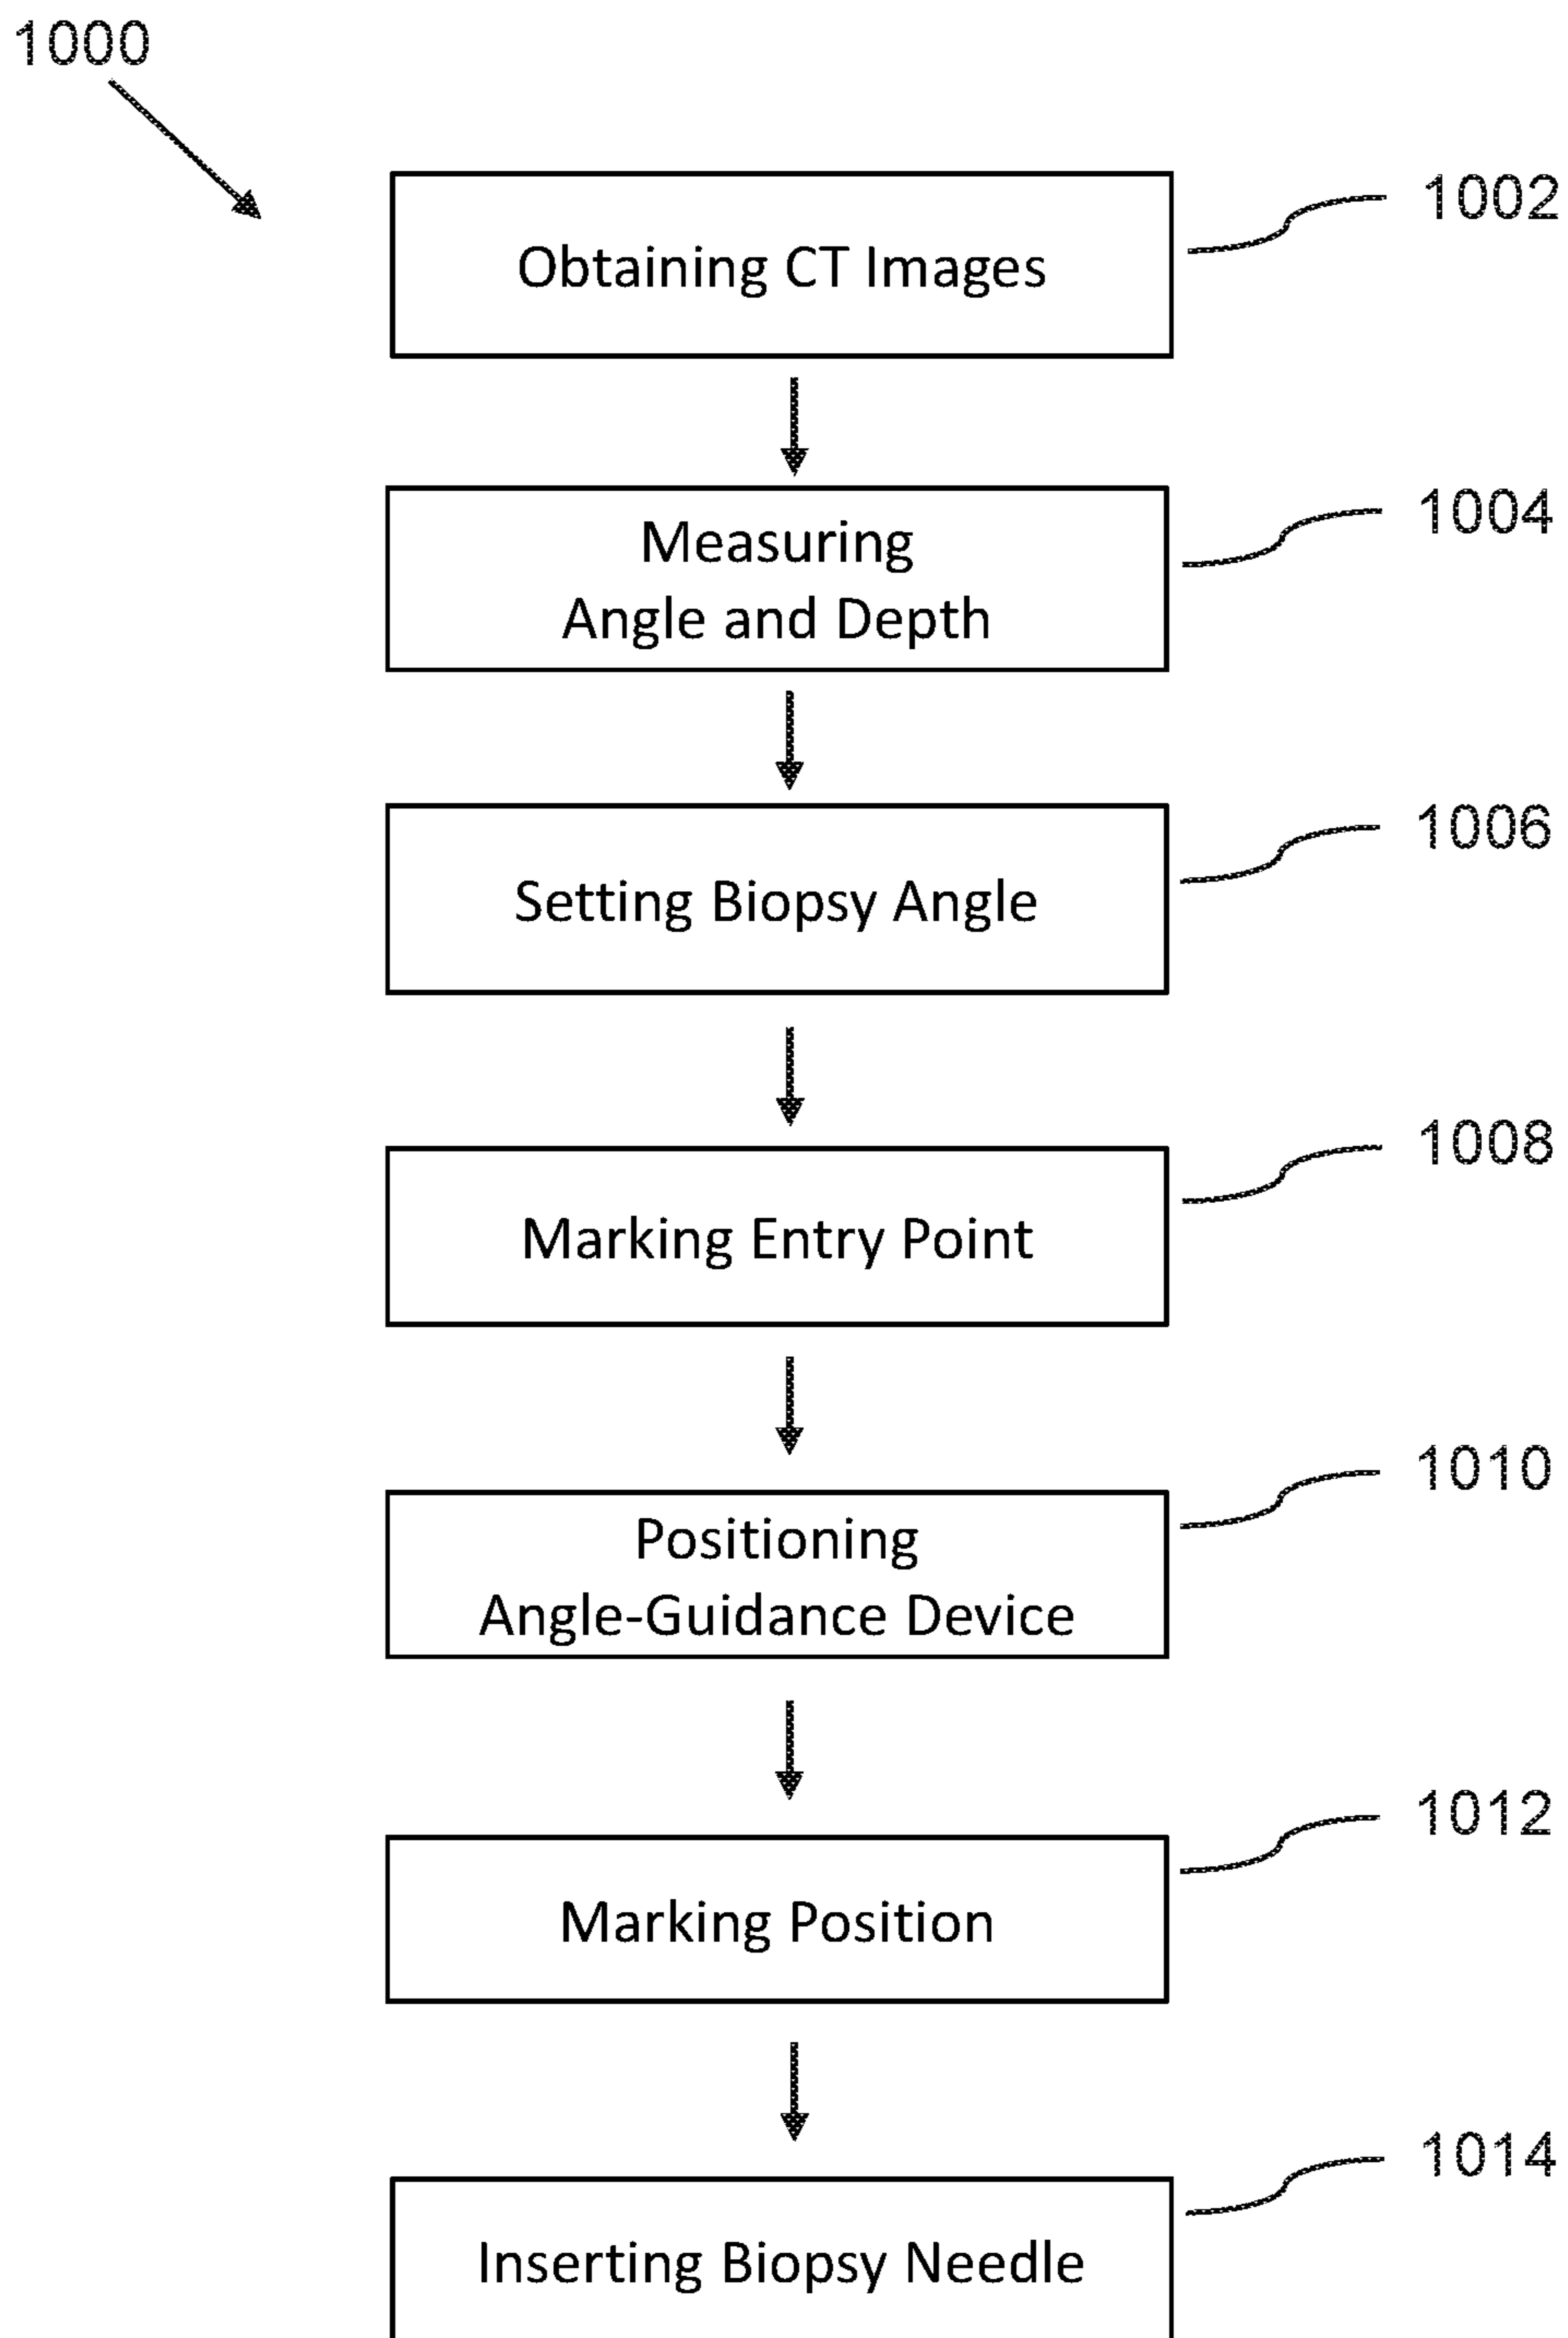 1000
1002
Obtaining CT Images
1004
Measuring
Angle and Depth
1006
Setting Biopsy Angle
1008
Marking Entry Point
1010
Positioning
Angle-Guidance Device
1012
Marking Position
1014
Inserting Biopsy Needle